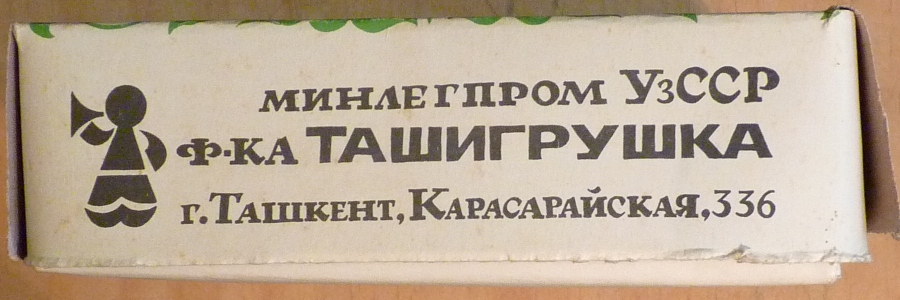 МИНЛЕГПРОМ УзССР
Ф-КА ТАШИГРУШКА
г. Ташкент, Карасарайская, 336